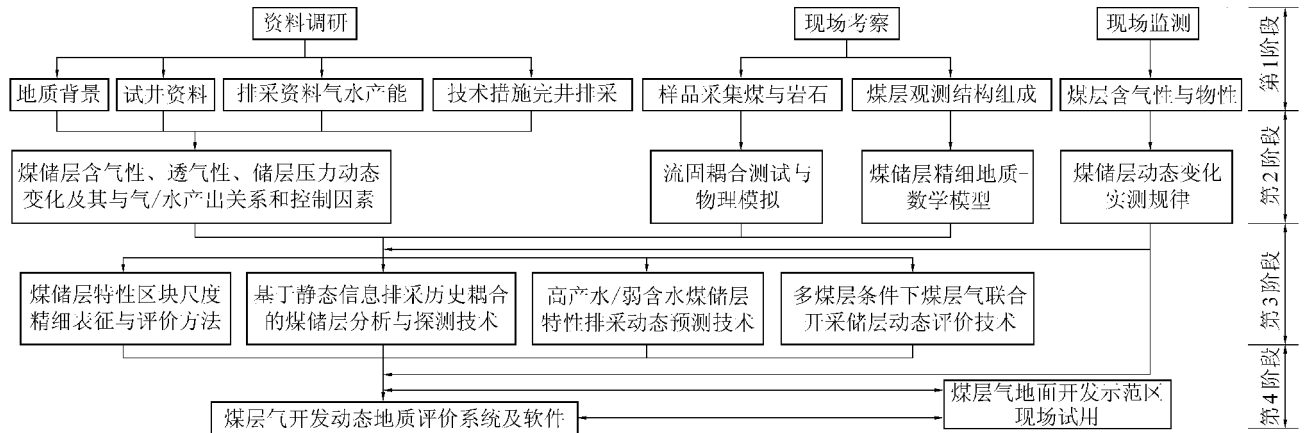 资料调研
现场考察
现场监测
地质背景
试井资料
排采资料气水产能
技术措施完井排采
样品采集煤与岩石
煤层观测结构组成
煤层含气性与物性
第1阶段
煤储层含气性、透气性、储层压力动态
变化及其与气/水产出关系和控制因素
流固耦合测试与
物理模拟
煤储层精细地质-
数学模型
煤储层动态变化
实测规律
第2阶段
煤储层特性区块尺度
精细表征与评价方法
基于静态信息排采历史耦合
的煤储层分析与探测技术
高产水/弱含水煤储层
特性排采动态预测技术
多煤层条件下煤层气联合
开采储层动态评价技术
第3阶段
煤层气开发动态地质评价系统及软件
煤层气地面开发示范区
现场试用
第4阶段